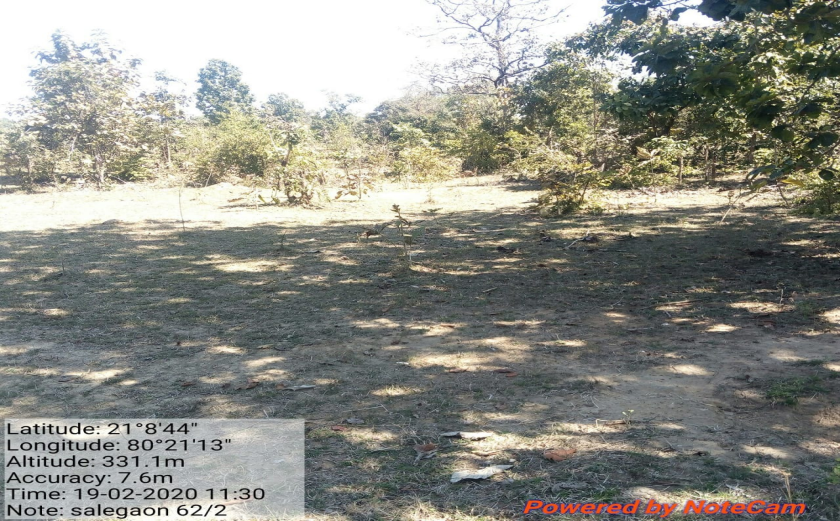 Latitude: 21°8'44"
Longitude: 80°21'13"
Altitude: 331.1m
Accuracy: 7.6m
Time: 19-02-2020 11:30
Note: salegaon 62/2
Powered by NoteCam